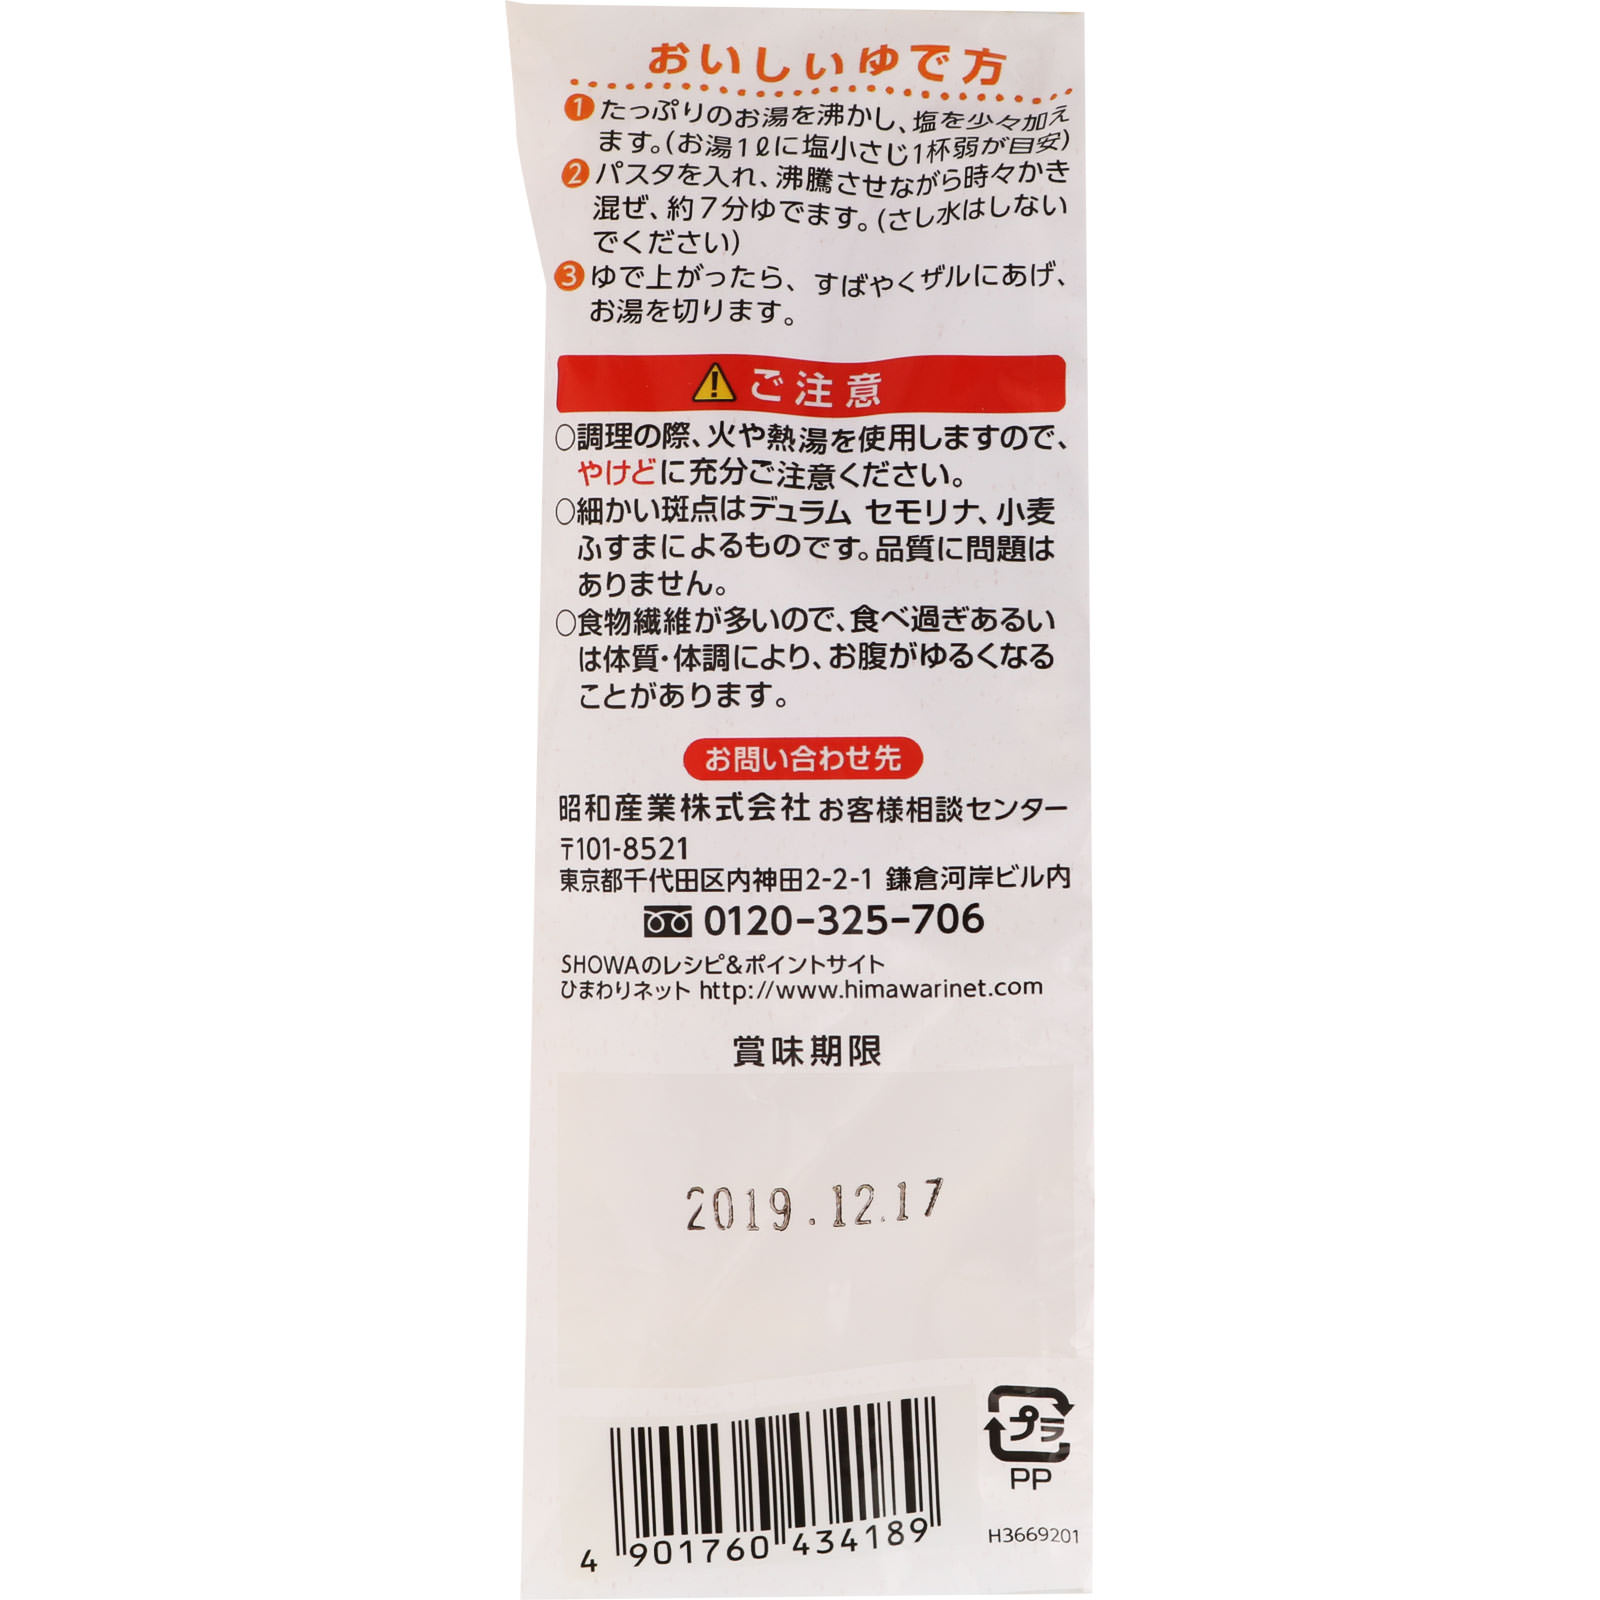 おいしいゆで方
1 たっぷりのお湯を沸かし、塩を少々加え
ます。(お湯1ℓに塩小さじ1杯弱が目安)
2 パスタを入れ、沸騰させながら時々かき
混ぜ、約7分ゆでます。(さし水はしない
でください)
3 ゆで上がったら、すばやくザルにあげ、
お湯を切ります。
ご注意
○調理の際、火や熱湯を使用しますので、
やけどに充分ご注意ください。
○細かい斑点はデュラム セモリナ、小麦
ふすまによるものです。品質に問題は
ありません。
○食物繊維が多いので、食べ過ぎあるい
は体質・体調により、お腹がゆるくなる
ことがあります。
お問い合わせ先
昭和産業株式会社 お客様相談センター
〒101-8521
東京都千代田区内神田2-2-1 鎌倉河岸ビル内
0120-325-706
SHOWAのレシピ&ポイントサイト
ひまわりネット http://www.himawarinet.com
賞味期限
2019.12.17
プラ
PP
H3669201
4 901760 434189